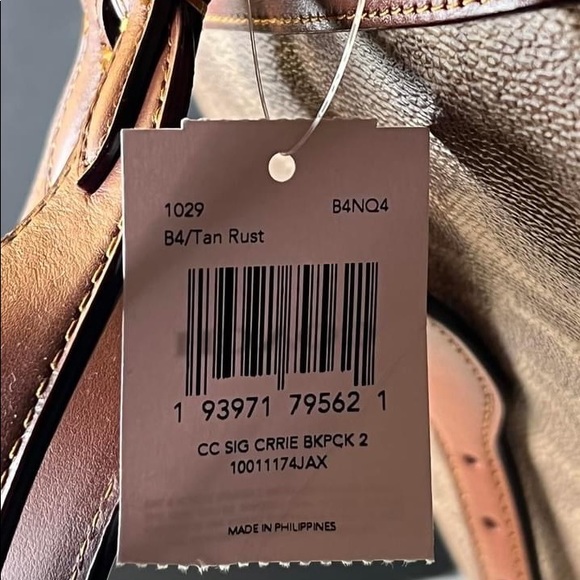 1029 B4NQ4
B4/Tan Rust
1 93971 79562 1
CC SIG CRRIE BKPCK 2
10011174JAX
MADE IN PHILIPPINES